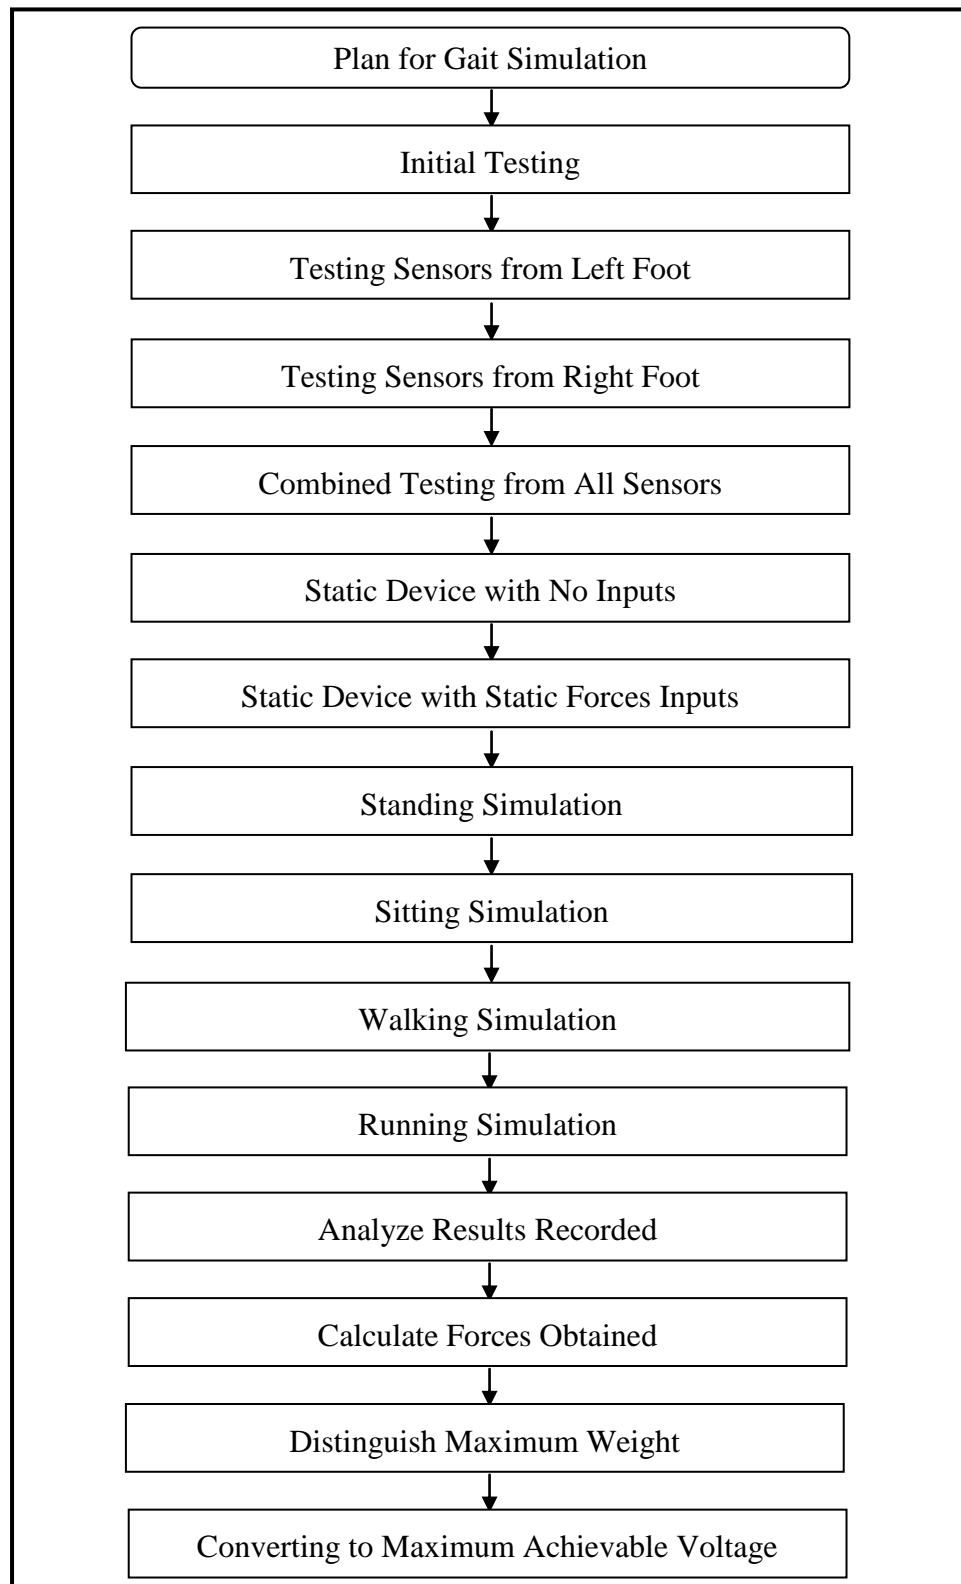 Plan for Gait Simulation
Initial Testing
Testing Sensors from Left Foot
Testing Sensors from Right Foot
Combined Testing from All Sensors
Static Device with No Inputs
Static Device with Static Forces Inputs
Standing Simulation
Sitting Simulation
Walking Simulation
Running Simulation
Analyze Results Recorded
Calculate Forces Obtained
Distinguish Maximum Weight
Converting to Maximum Achievable Voltage